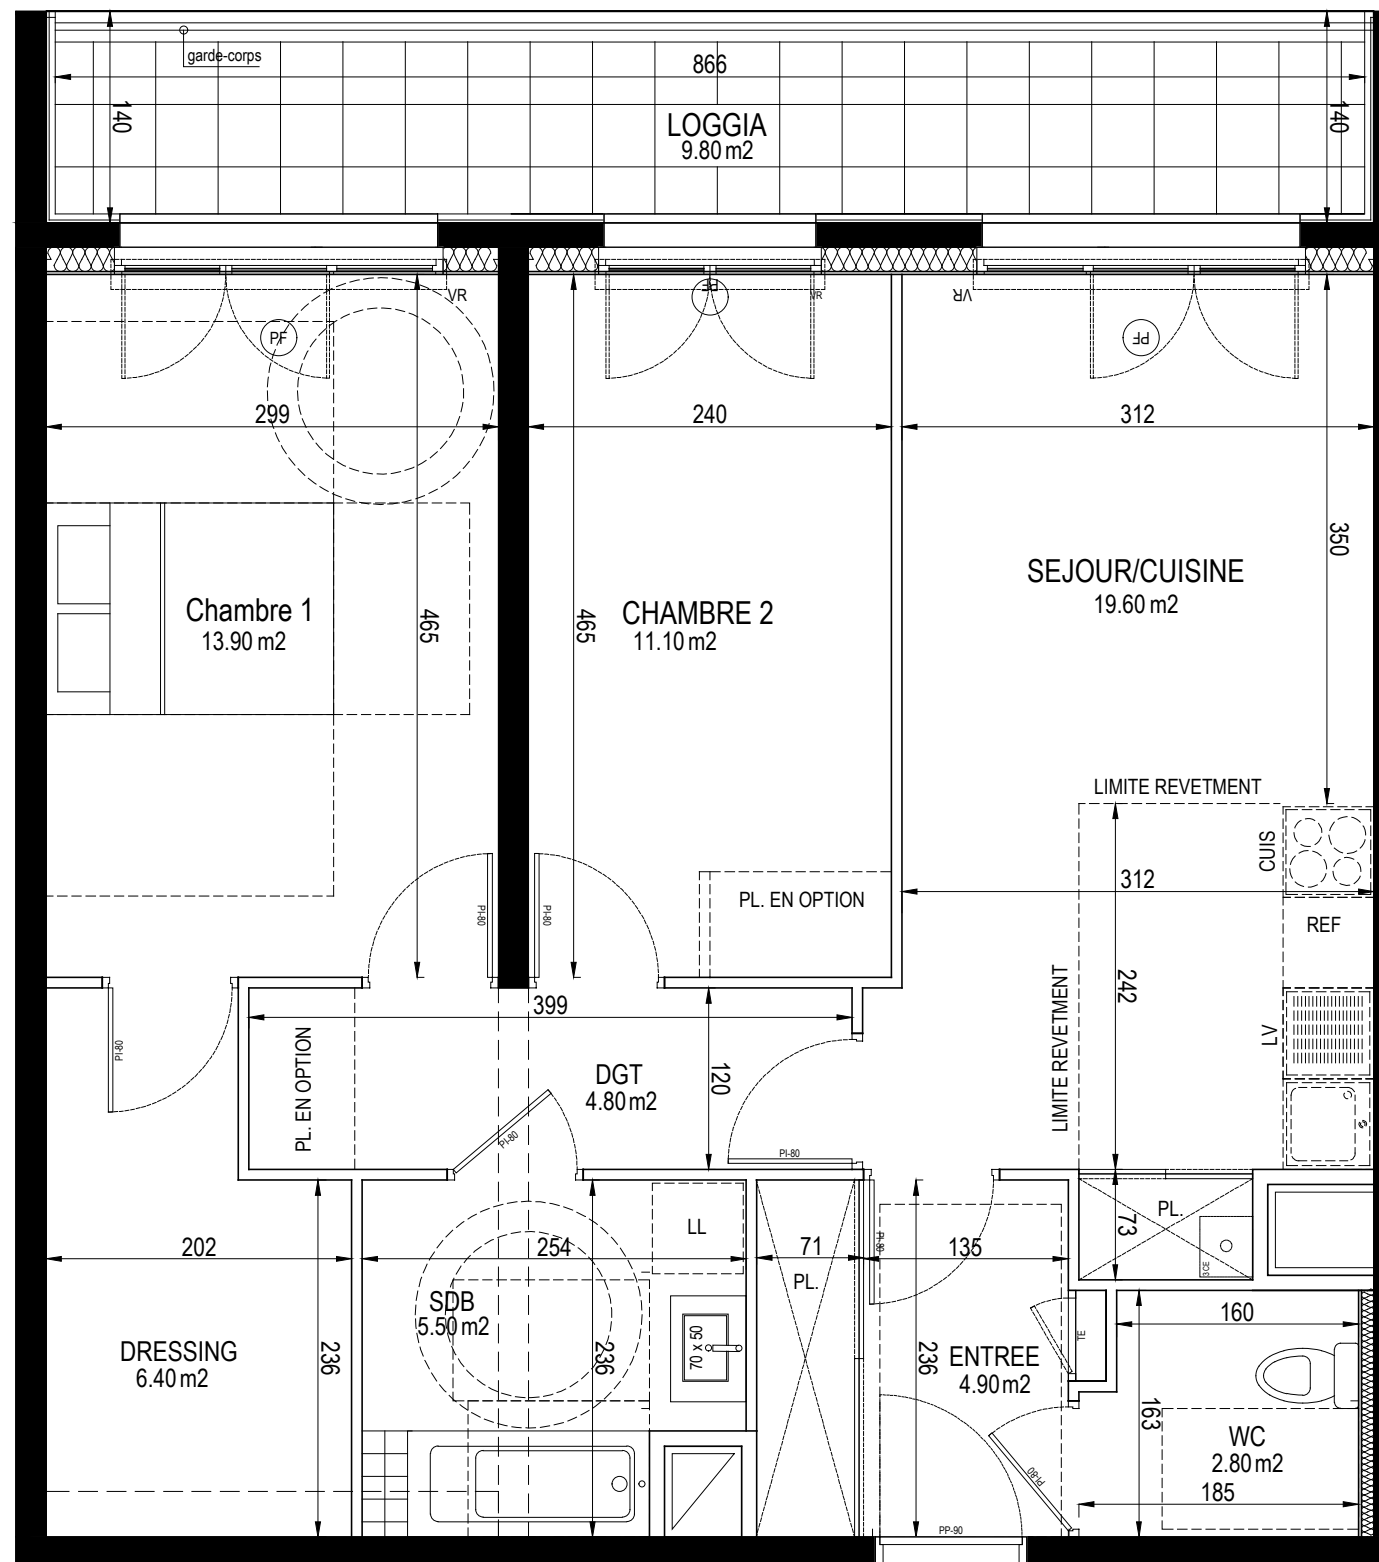 garde-corps
866
140
140
LOGGIA
9.80 m2
VR
VR
VR
PF
PF
PF
299
240
312
350
465
465
Chambre 1
13.90 m2
CHAMBRE 2
11.10 m2
SEJOUR/CUISINE
19.60 m2
LIMITE REVETMENT
CUIS
312
PI-80
PI-80
PL. EN OPTION
REF
242
LIMITE REVETMENT
LV
399
PI-80
PL. EN OPTION
DGT
4.80 m2
120
PI-80
PI-80
202
254
LL
71
PL.
PI-80
135
73
PL.
3CE
SDB
5.50 m2
70 x 50
160
TE
DRESSING
6.40 m2
236
236
236
ENTREE
4.90 m2
163
WC
2.80 m2
PI-80
185
PP-90